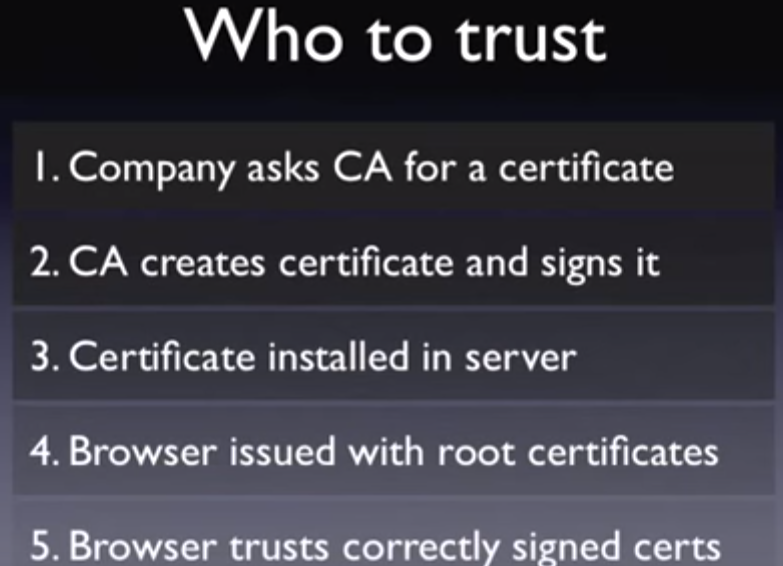 Who to trust
1. Company asks CA for a certificate
2. CA creates certificate and signs it
3. Certificate installed in server
4. Browser issued with root certificates
5. Browser trusts correctly signed certs